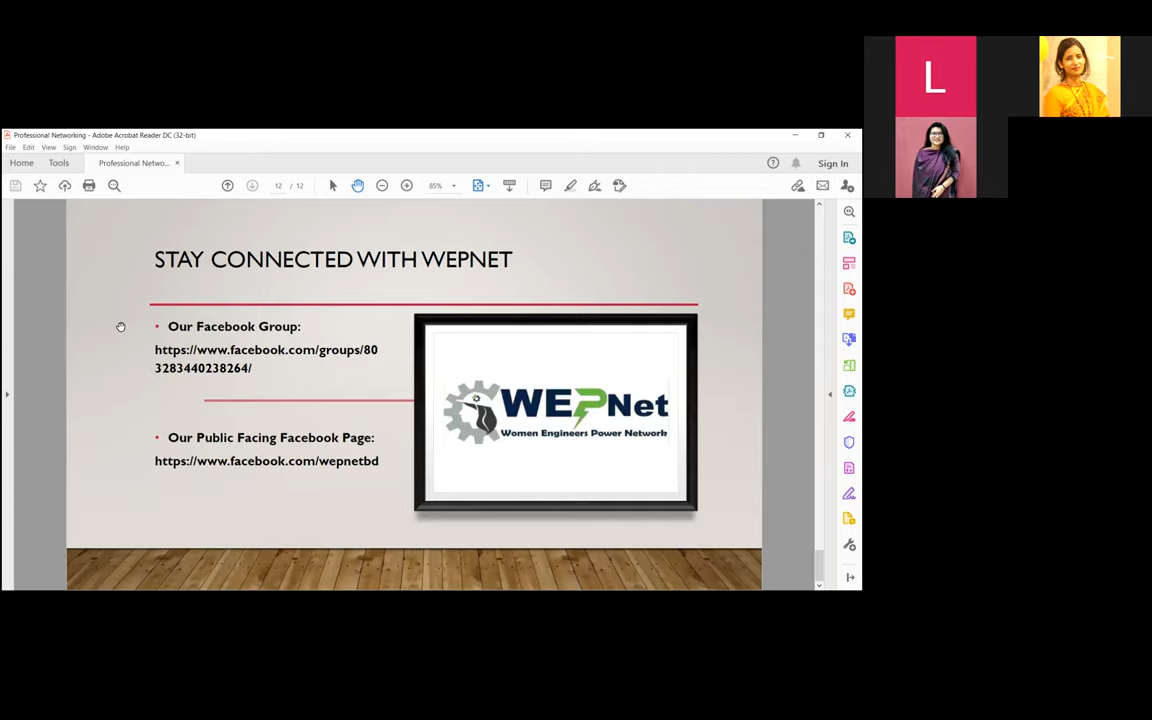 Professional Networking - Adobe Acrobat Reader DC (32-bit)
File Edit View Sign Window Help
Home Tools Professional Netwo... × Sign In
12 / 12 85%
STAY CONNECTED WITH WEPNET
• Our Facebook Group:
https://www.facebook.com/groups/80
3283440238264/
• Our Public Facing Facebook Page:
https://www.facebook.com/wepnetbd
WEPNet
Women Engineers Power Network
L